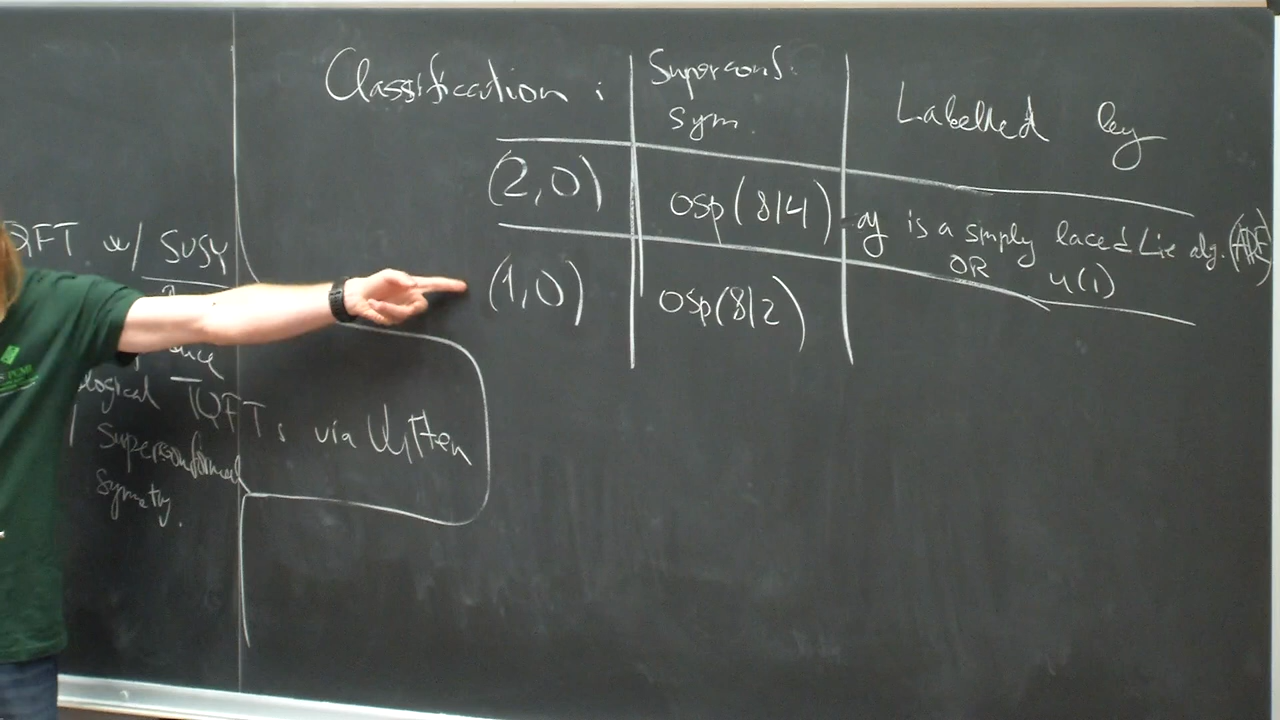 QFT w/ SUSY
TQFTs via Witten
Superconformal
symetry.
Classification :
Superconf.
sym.
Labelled by
(2,0)
osp(8|4)
g is a simply laced Lie alg. (ADE)
OR u(1)
(1,0)
osp(8|2)